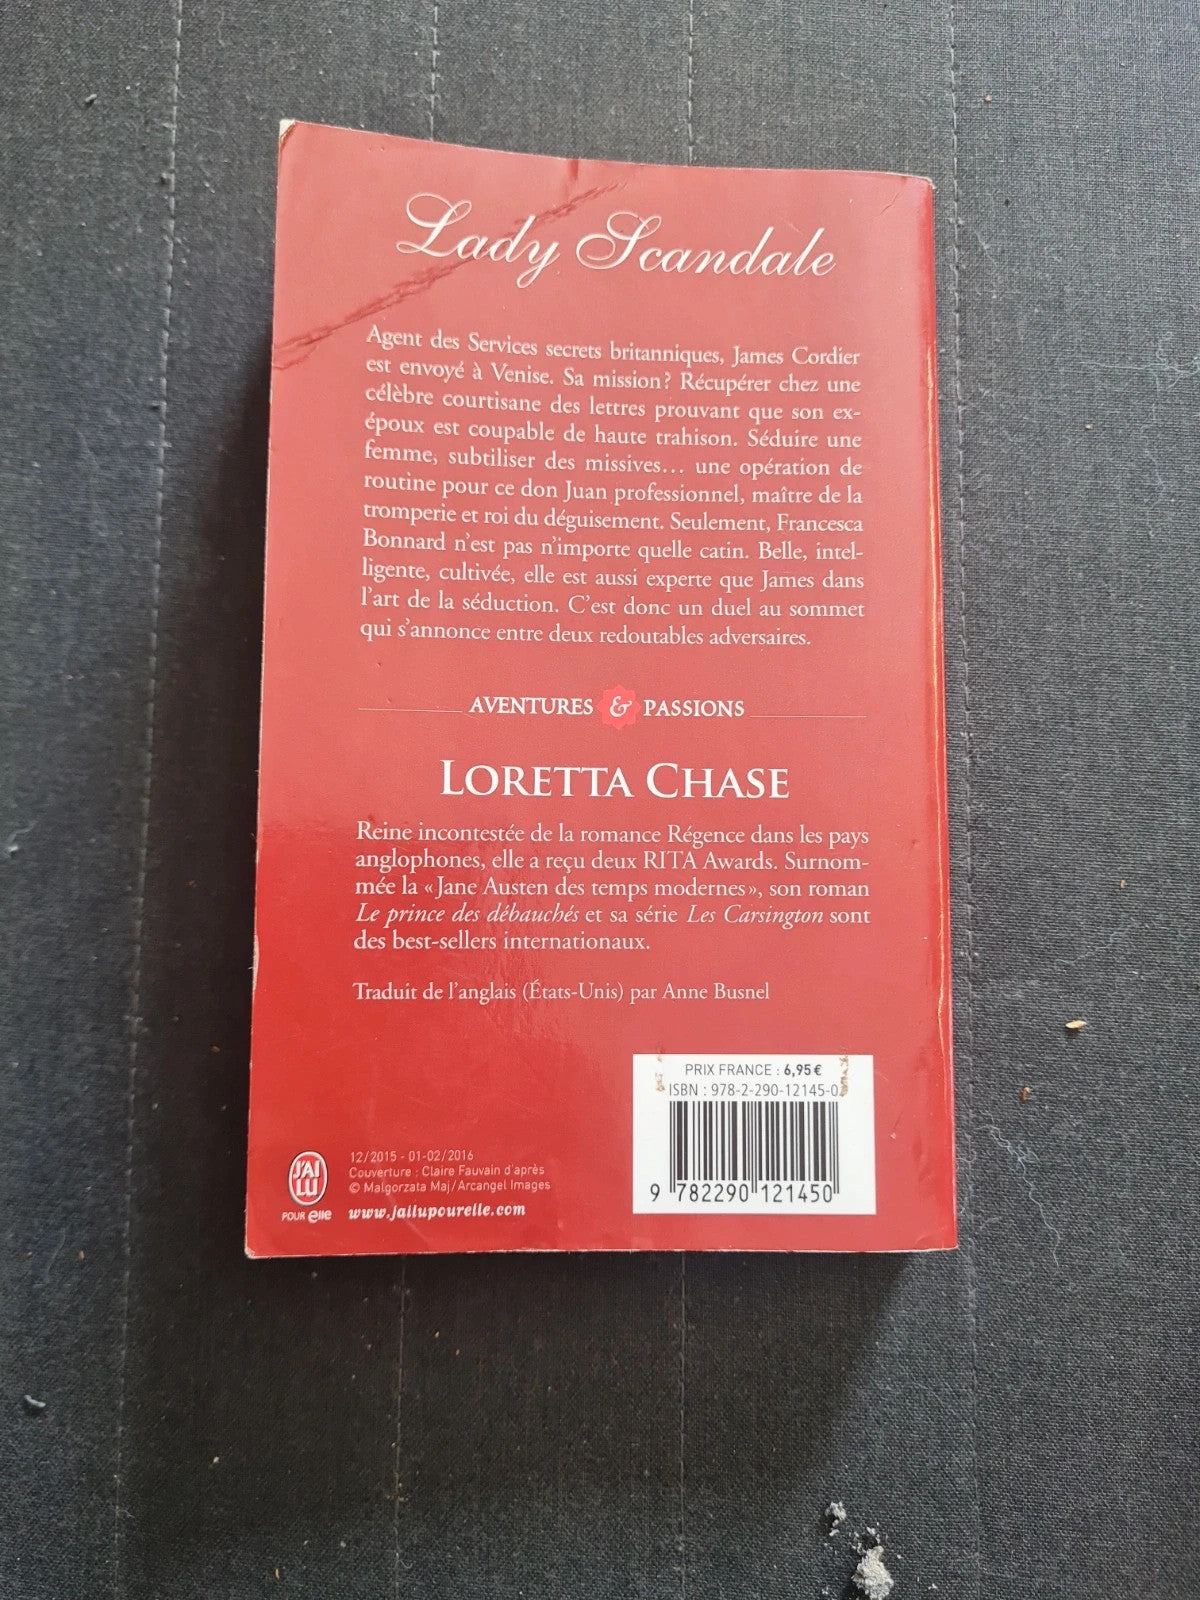 Lady Scandale
Agent des Services secrets britanniques, James Cordier
est envoyé à Venise. Sa mission ? Récupérer chez une
célèbre courtisane des lettres prouvant que son ex-
époux est coupable de haute trahison. Séduire une
femme, subtiliser des missives... une opération de
routine pour ce don Juan professionnel, maître de la
tromperie et roi du déguisement. Seulement, Francesca
Bonnard n'est pas n'importe quelle catin. Belle, intel-
ligente, cultivée, elle est aussi experte que James dans
l'art de la séduction. C'est donc un duel au sommet
qui s'annonce entre deux redoutables adversaires.
AVENTURES & PASSIONS
LORETTA CHASE
Reine incontestée de la romance Régence dans les pays
anglophones, elle a reçu deux RITA Awards. Surnom-
mée la « Jane Austen des temps modernes », son roman
Le prince des débauchés et sa série Les Carsington sont
des best-sellers internationaux.
Traduit de l'anglais (États-Unis) par Anne Busnel
PRIX FRANCE : 6,95 €
ISBN : 978-2-290-12145-0
9 782290 121450
J'AI
LU
POUR elle
12/2015 - 01-02/2016
Couverture : Claire Fauvain d'après
© Malgorzata Maj / Arcangel Images
www.jailupourelle.com